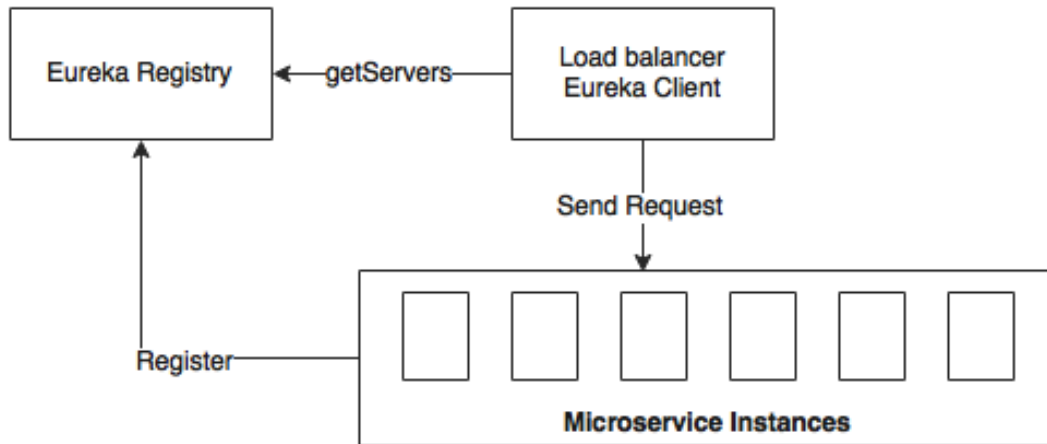 Eureka Registry
getServers
Load balancer
Eureka Client
Send Request
Register
Microservice Instances